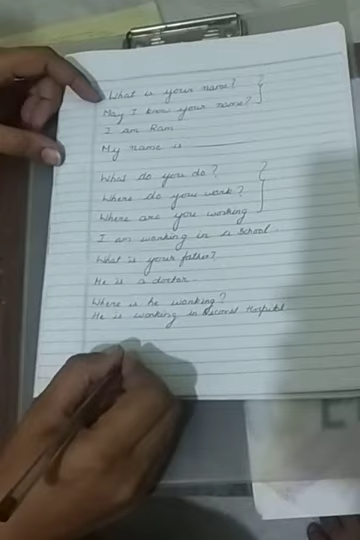 What is your name?
May I know your name?
I am Ram
My name is
What do you do?
Where do you work?
Where are you working
I am working in a School
What is your father?
He is a doctor
Where is he working?
He is working in Hospital